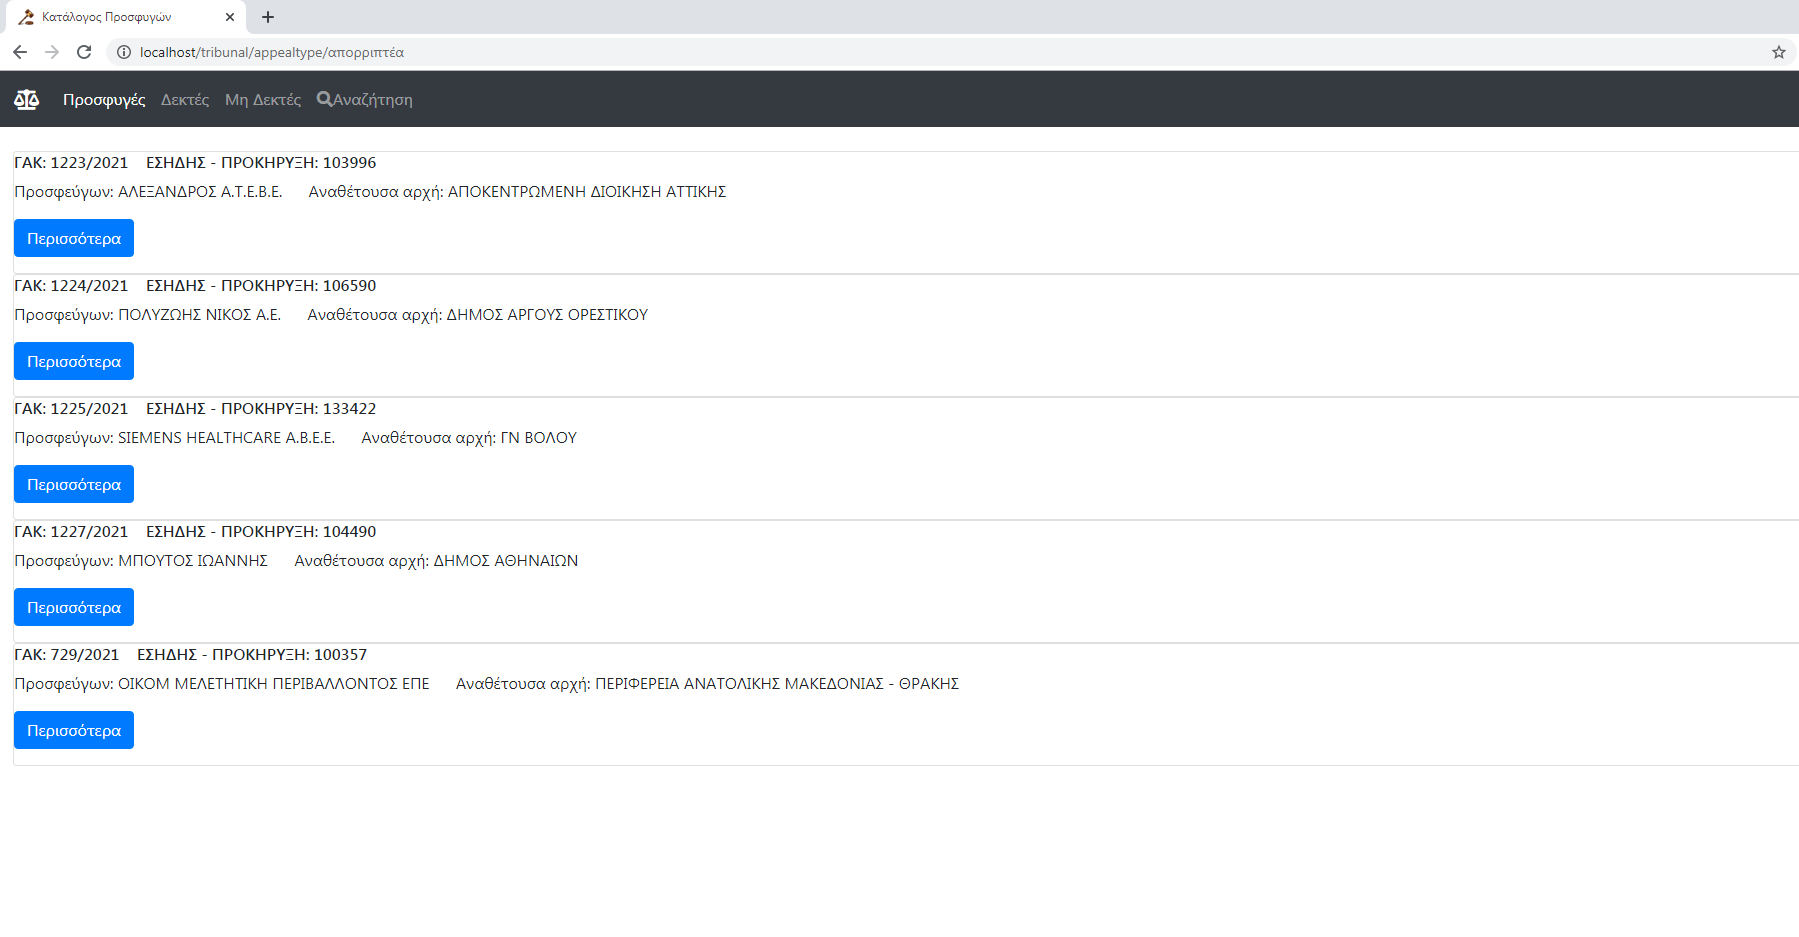 Κατάλογος Προσφυγών
localhost/tribunal/appealtype/απορριπτέα
Προσφυγές Δεκτές Μη Δεκτές Αναζήτηση
ΓΑΚ: 1223/2021 ΕΣΗΔΗΣ - ΠΡΟΚΗΡΥΞΗ: 103996
Προσφεύγων: ΑΛΕΞΑΝΔΡΟΣ Α.Τ.Ε.Β.Ε. Αναθέτουσα αρχή: ΑΠΟΚΕΝΤΡΩΜΕΝΗ ΔΙΟΙΚΗΣΗ ΑΤΤΙΚΗΣ
Περισσότερα
ΓΑΚ: 1224/2021 ΕΣΗΔΗΣ - ΠΡΟΚΗΡΥΞΗ: 106590
Προσφεύγων: ΠΟΛΥΖΩΗΣ ΝΙΚΟΣ Α.Ε. Αναθέτουσα αρχή: ΔΗΜΟΣ ΑΡΓΟΥΣ ΟΡΕΣΤΙΚΟΥ
Περισσότερα
ΓΑΚ: 1225/2021 ΕΣΗΔΗΣ - ΠΡΟΚΗΡΥΞΗ: 133422
Προσφεύγων: SIEMENS HEALTHCARE Α.Β.Ε.Ε. Αναθέτουσα αρχή: ΓΝ ΒΟΛΟΥ
Περισσότερα
ΓΑΚ: 1227/2021 ΕΣΗΔΗΣ - ΠΡΟΚΗΡΥΞΗ: 104490
Προσφεύγων: ΜΠΟΥΤΟΣ ΙΩΑΝΝΗΣ Αναθέτουσα αρχή: ΔΗΜΟΣ ΑΘΗΝΑΙΩΝ
Περισσότερα
ΓΑΚ: 729/2021 ΕΣΗΔΗΣ - ΠΡΟΚΗΡΥΞΗ: 100357
Προσφεύγων: ΟΙΚΟΜ ΜΕΛΕΤΗΤΙΚΗ ΠΕΡΙΒΑΛΛΟΝΤΟΣ ΕΠΕ Αναθέτουσα αρχή: ΠΕΡΙΦΕΡΕΙΑ ΑΝΑΤΟΛΙΚΗΣ ΜΑΚΕΔΟΝΙΑΣ - ΘΡΑΚΗΣ
Περισσότερα